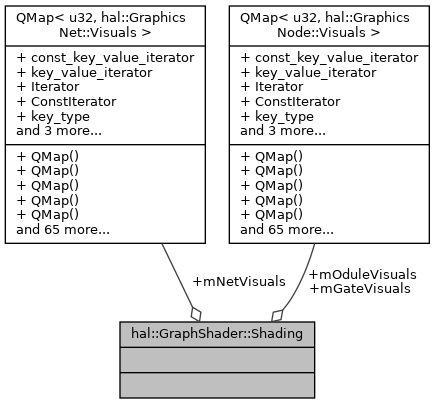 QMap< u32, hal::Graphics
Net::Visuals >
+ const_key_value_iterator
+ key_value_iterator
+ Iterator
+ ConstIterator
+ key_type
and 3 more...
+ QMap()
+ QMap()
+ QMap()
+ QMap()
+ QMap()
and 65 more...
QMap< u32, hal::Graphics
Node::Visuals >
+ const_key_value_iterator
+ key_value_iterator
+ Iterator
+ ConstIterator
+ key_type
and 3 more...
+ QMap()
+ QMap()
+ QMap()
+ QMap()
+ QMap()
and 65 more...
+mNetVisuals
+mOduleVisuals
+mGateVisuals
hal::GraphShader::Shading